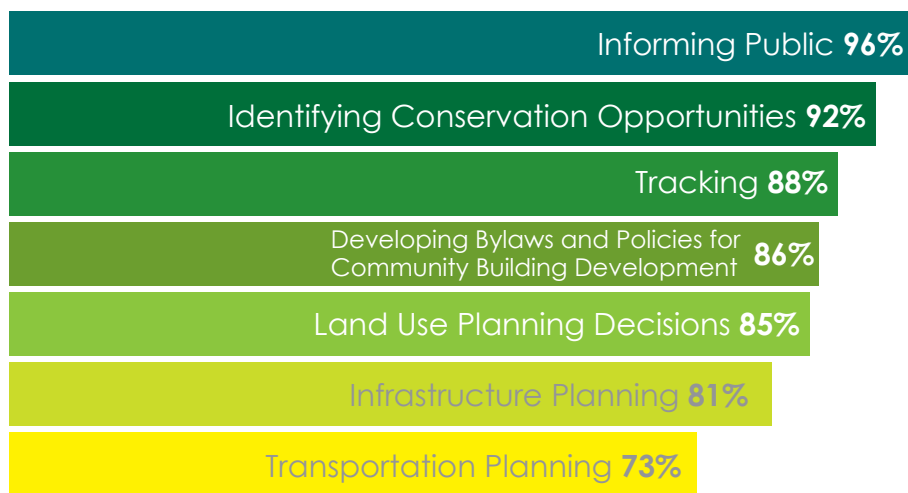 Informing Public 96%
Identifying Conservation Opportunities 92%
Tracking 88%
Developing Bylaws and Policies for
Community Building Development 86%
Land Use Planning Decisions 85%
Infrastructure Planning 81%
Transportation Planning 73%